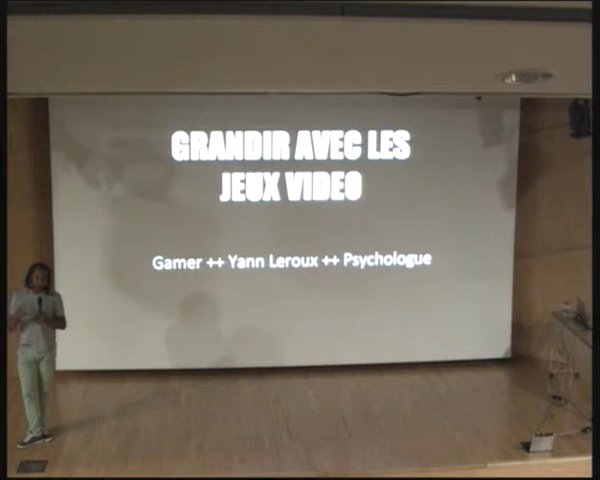 GRANDIR AVEC LES
JEUX VIDEO
Gamer ++ Yann Leroux ++ Psychologue